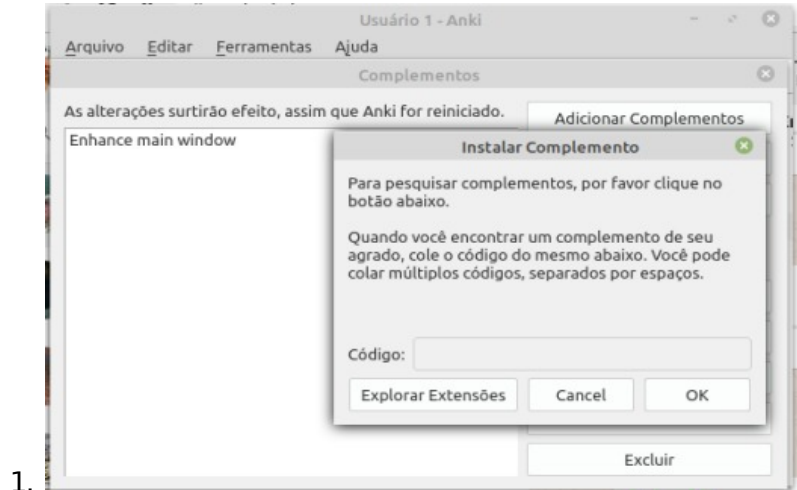 Usuário 1 - Anki
Arquivo Editar Ferramentas Ajuda
Complementos
As alterações surtirão efeito, assim que Anki for reiniciado.
Adicionar Complementos
Enhance main window
Instalar Complemento
Para pesquisar complementos, por favor clique no
botão abaixo.
Quando você encontrar um complemento de seu
agrado, cole o código do mesmo abaixo. Você pode
colar múltiplos códigos, separados por espaços.
Código:
Explorar Extensões Cancel OK
Excluir
1.